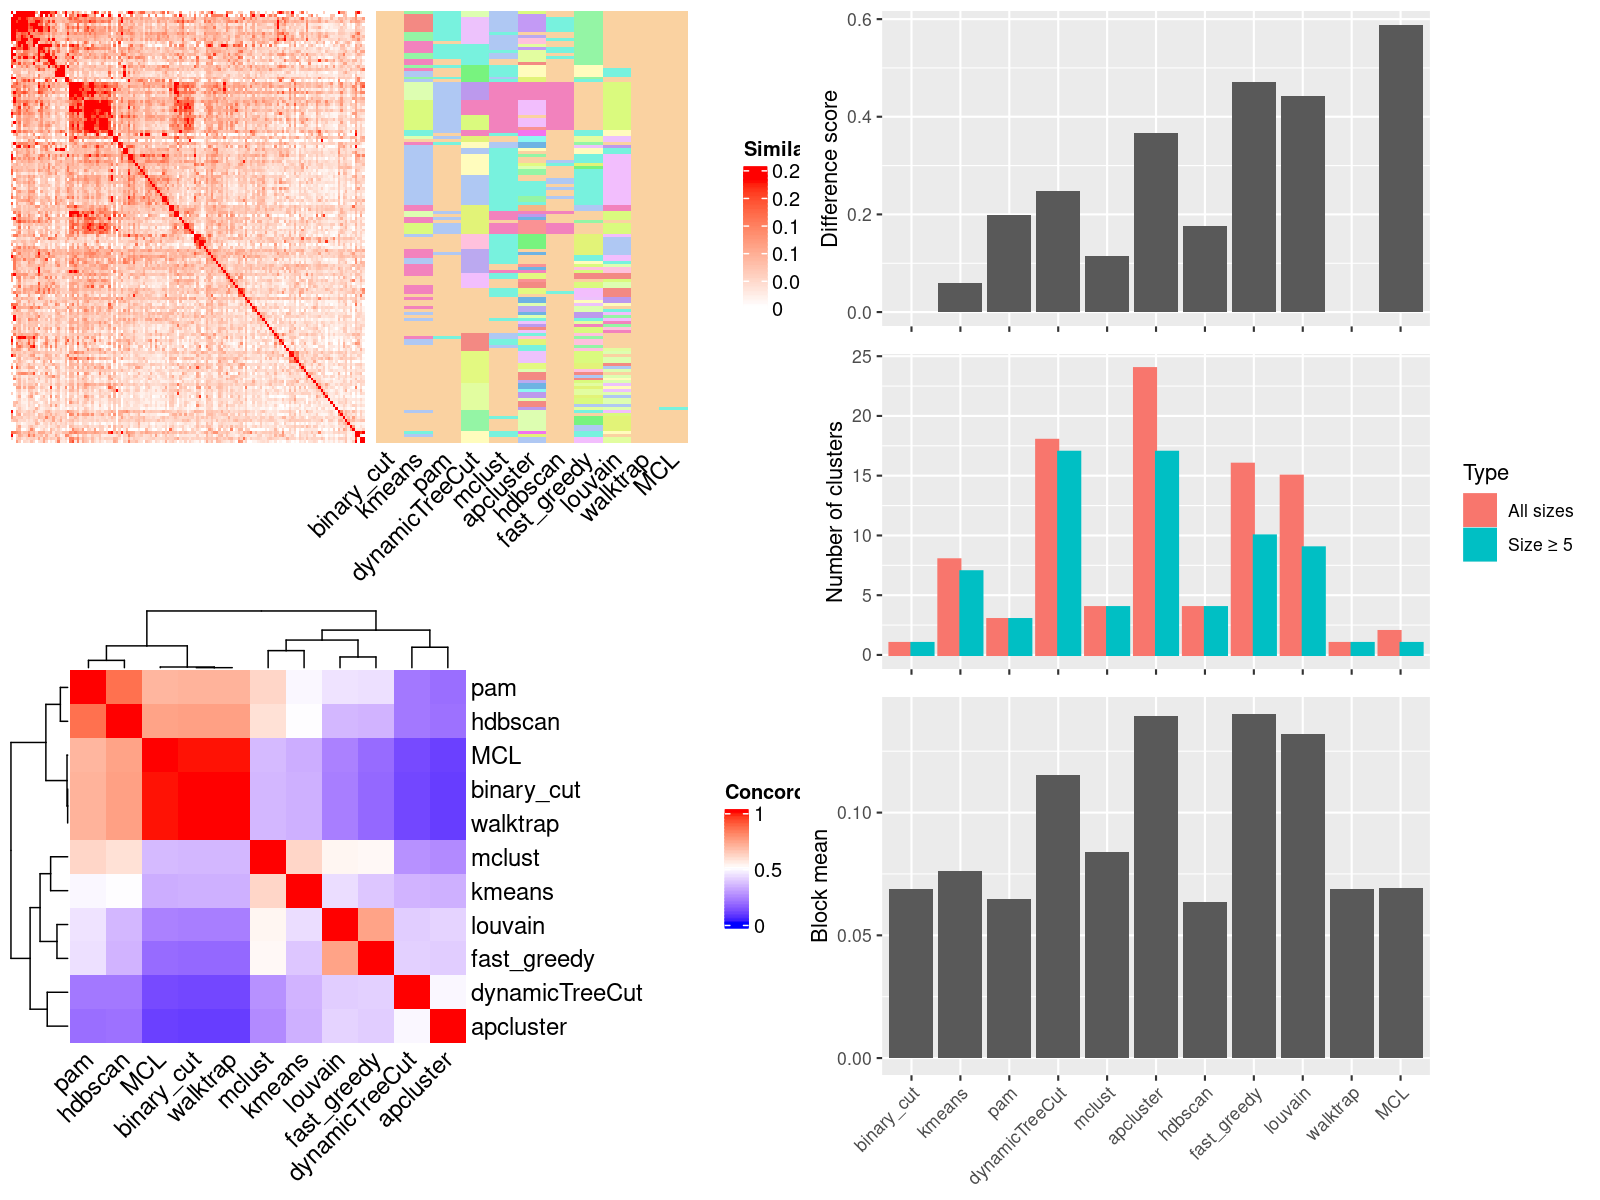 Simila
0.2
0.2
0.1
0.1
0.0
0
binary_cut
kmeans
pam
dynamicTreeCut
mclust
apcluster
hdbscan
fast_greedy
louvain
walktrap
MCL
pam
hdbscan
MCL
binary_cut
walktrap
mclust
kmeans
louvain
fast_greedy
dynamicTreeCut
apcluster
pam
hdbscan
MCL
binary_cut
walktrap
mclust
kmeans
louvain
fast_greedy
dynamicTreeCut
apcluster
Concord
1
0.5
0
Difference score
0.6
0.4
0.2
0.0
Number of clusters
25
20
15
10
5
0
Type
All sizes
Size ≥ 5
Block mean
0.10
0.05
0.00
binary_cut
kmeans
pam
dynamicTreeCut
mclust
apcluster
hdbscan
fast_greedy
louvain
walktrap
MCL